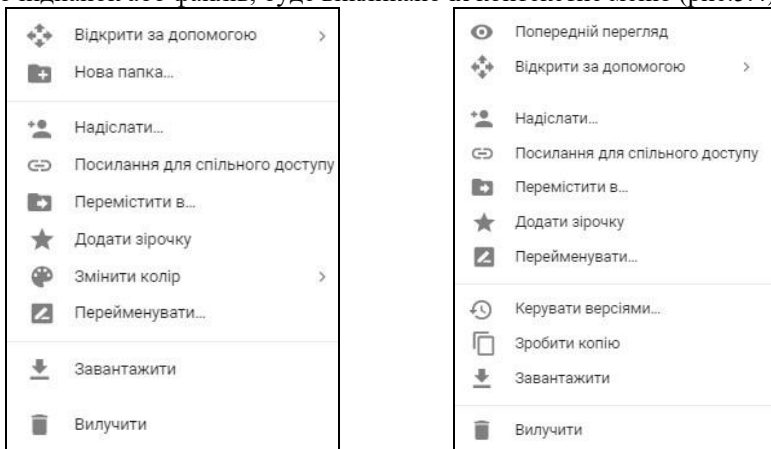 Відкрити за допомогою
Нова папка...
Надіслати...
Посилання для спільного доступу
Перемістити в...
Додати зірочку
Змінити колір
Перейменувати...
Завантажити
Вилучити
Попередній перегляд
Відкрити за допомогою
Надіслати...
Посилання для спільного доступу
Перемістити в...
Додати зірочку
Перейменувати...
Керувати версіями...
Зробити копію
Завантажити
Вилучити